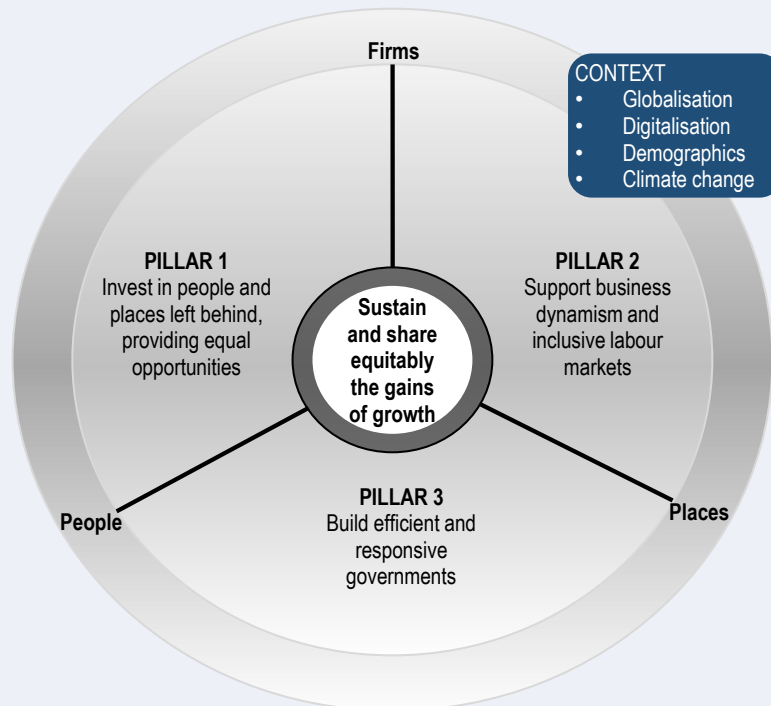 Firms
CONTEXT
• Globalisation
• Digitalisation
• Demographics
• Climate change
PILLAR 1
Invest in people and
places left behind,
providing equal
opportunities
PILLAR 2
Support business
dynamism and
inclusive labour
markets
Sustain
and share
equitably
the gains
of growth
PILLAR 3
Build efficient and
responsive
governments
People
Places